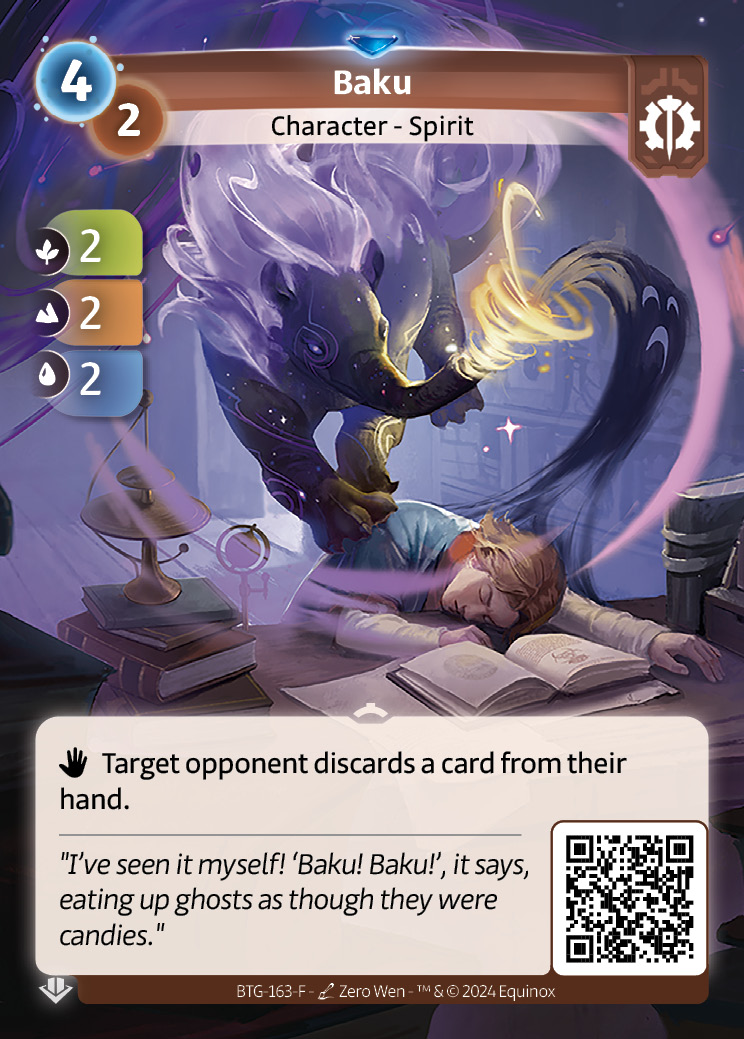 4
Baku
2
Character - Spirit
2
2
2
Target opponent discards a card from their
hand.
"I've seen it myself! ‘Baku! Baku!’, it says,
eating up ghosts as though they were
candies."
BTG-163-F - Zero Wen - ™ & © 2024 Equinox